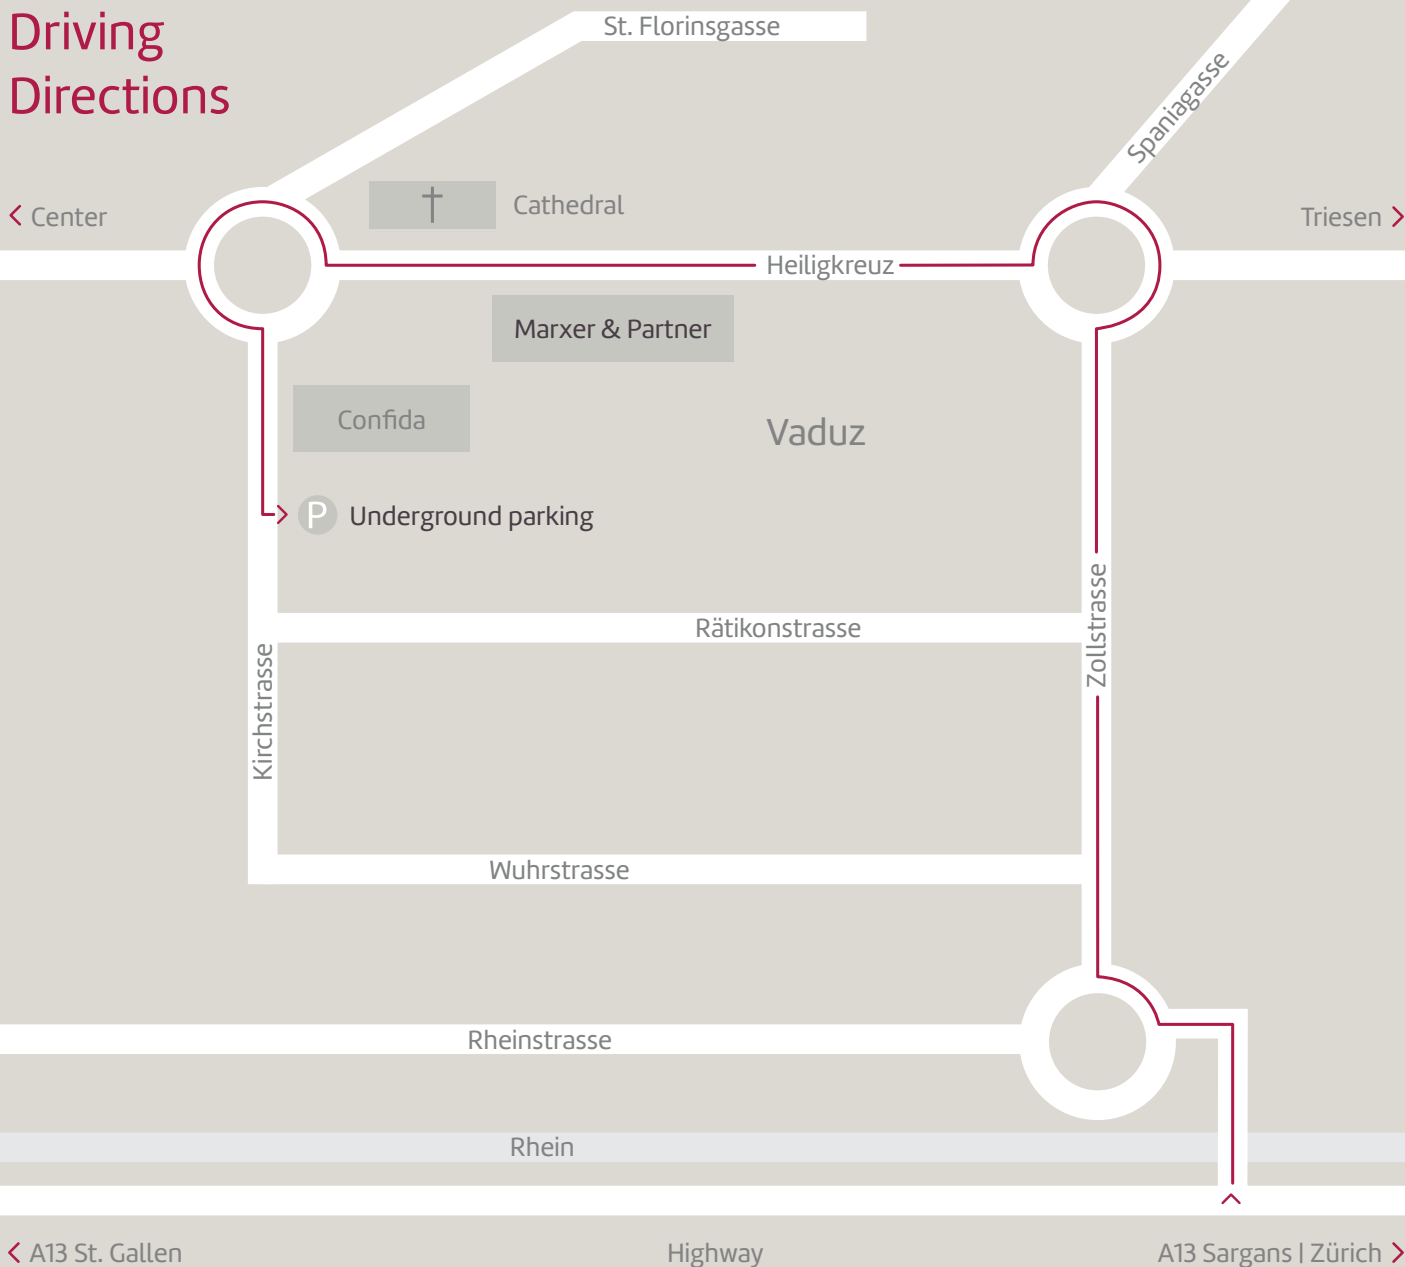 Driving
Directions
St. Florinsgasse
Spaniagasse
Center
Cathedral
Triesen
Heiligkreuz
Marxer & Partner
Confida
Vaduz
P Underground parking
Zollstrasse
Rätikonstrasse
Kirchstrasse
Wuhrstrasse
Rheinstrasse
Rhein
A13 St. Gallen
Highway
A13 Sargans | Zürich